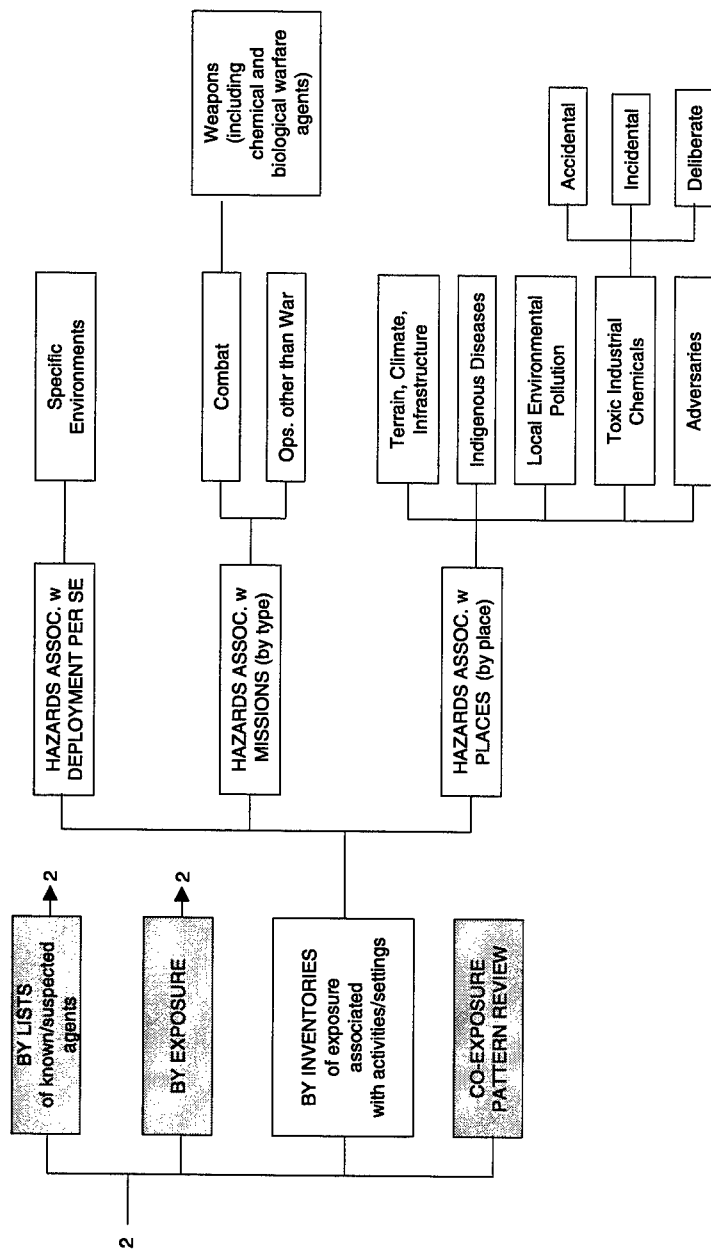 2
BY LISTS
of known/suspected
agents
2
BY EXPOSURE
2
BY INVENTORIES
of exposure
associated
with activities/settings
CO-EXPOSURE
PATTERN REVIEW
HAZARDS ASSOC. w
DEPLOYMENT PER SE
Specific
Environments
HAZARDS ASSOC. w
MISSIONS (by type)
Combat
Weapons
(including
chemical and
biological warfare
agents)
Ops. other than War
HAZARDS ASSOC. w
PLACES (by place)
Terrain, Climate,
Infrastructure
Indigenous Diseases
Local Environmental
Pollution
Toxic Industrial
Chemicals
Accidental
Incidental
Deliberate
Adversaries